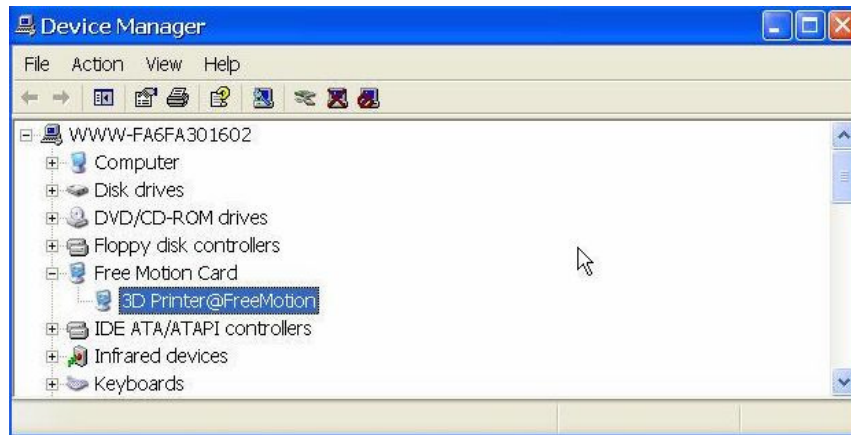 Device Manager
File Action View Help
WWW-FA6FA301602
Computer
Disk drives
DVD/CD-ROM drives
Floppy disk controllers
Free Motion Card
3D Printer@FreeMotion
IDE ATA/ATAPI controllers
Infrared devices
Keyboards